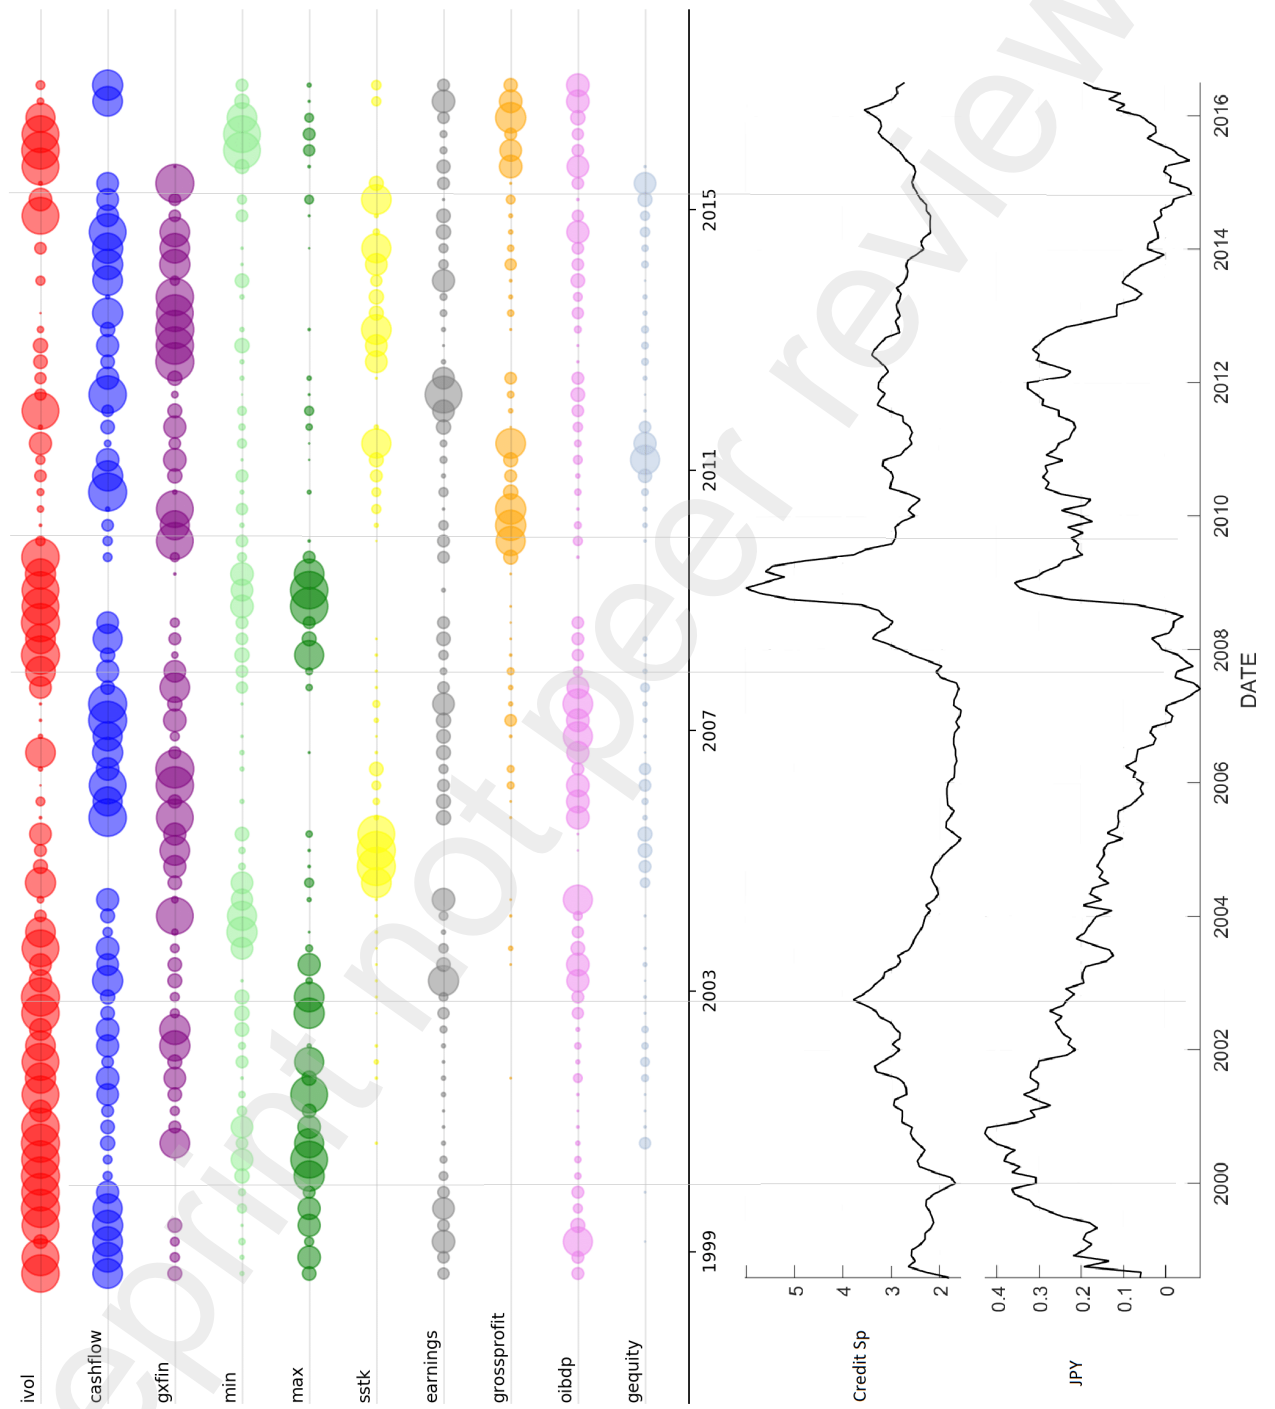 ivol
cashflow
gxfin
min
max
sstk
earnings
grossprofit
oibdp
gequity
1999 2003 2007 2011 2015
5
4
3
2
Credit Sp
0.4
0.3
0.2
0.1
0
JPY
2000 2002 2004 2006 2008 2010 2012 2014 2016
DATE
eprint not peer review